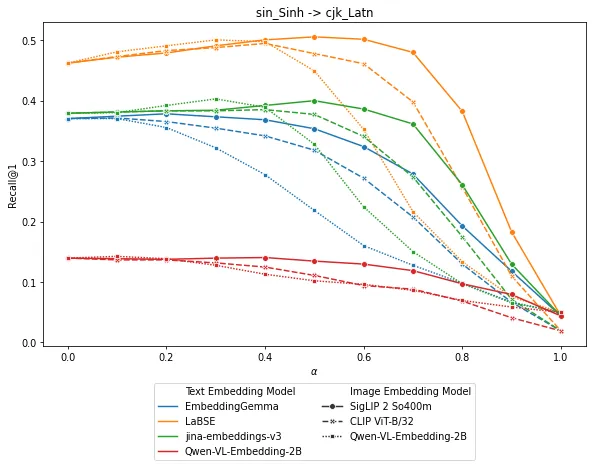 sin_Sinh -> cjk_Latn
Recall@1
0.5
0.4
0.3
0.2
0.1
0.0
0.0 0.2 0.4 0.6 0.8 1.0
α
Text Embedding Model Image Embedding Model
EmbeddingGemma SigLIP 2 So400m
LaBSE CLIP ViT-B/32
jina-embeddings-v3 Qwen-VL-Embedding-2B
Qwen-VL-Embedding-2B